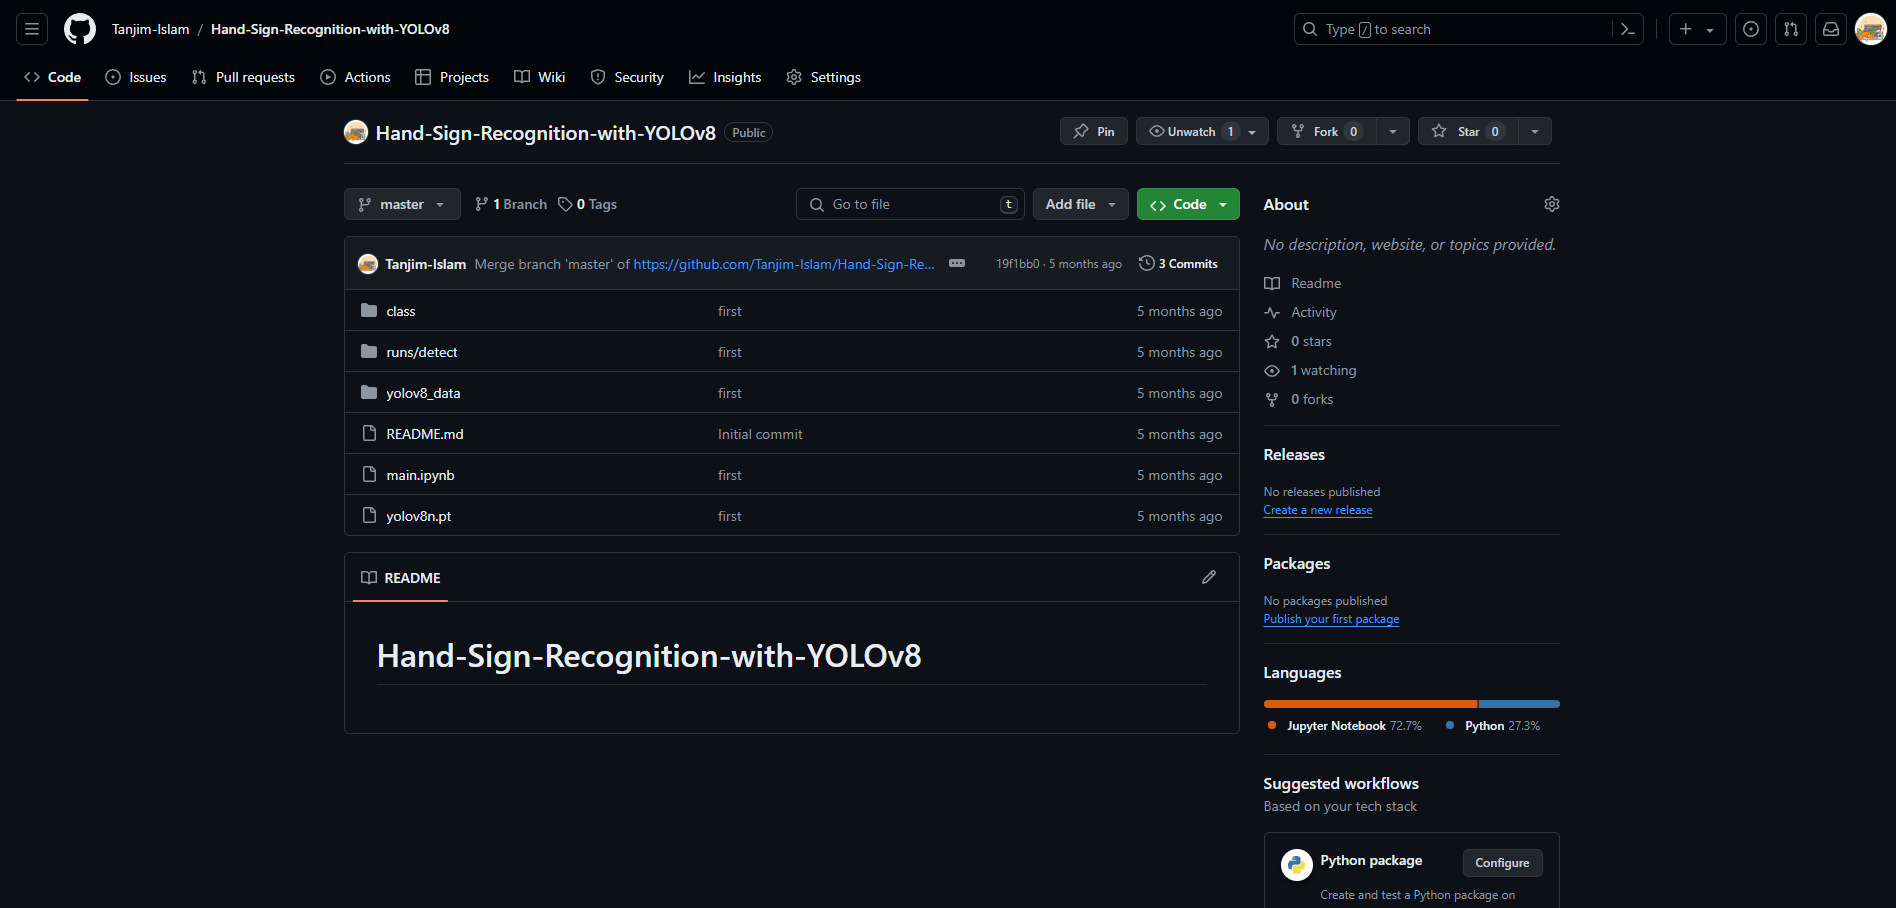 Tanjim-Islam / Hand-Sign-Recognition-with-YOLOv8
Type / to search
Code
Issues
Pull requests
Actions
Projects
Wiki
Security
Insights
Settings
Hand-Sign-Recognition-with-YOLOv8 Public
Pin
Unwatch 1
Fork 0
Star 0
master
1 Branch
0 Tags
Go to file t
Add file
Code
Tanjim-Islam Merge branch 'master' of https://github.com/Tanjim-Islam/Hand-Sign-Re... 19f1bb0 · 5 months ago 3 Commits
class first 5 months ago
runs/detect first 5 months ago
yolov8_data first 5 months ago
README.md Initial commit 5 months ago
main.ipynb first 5 months ago
yolov8n.pt first 5 months ago
README
Hand-Sign-Recognition-with-YOLOv8
About
No description, website, or topics provided.
Readme
Activity
0 stars
1 watching
0 forks
Releases
No releases published
Create a new release
Packages
No packages published
Publish your first package
Languages
Jupyter Notebook 72.7% Python 27.3%
Suggested workflows
Based on your tech stack
Python package
Configure
Create and test a Python package on